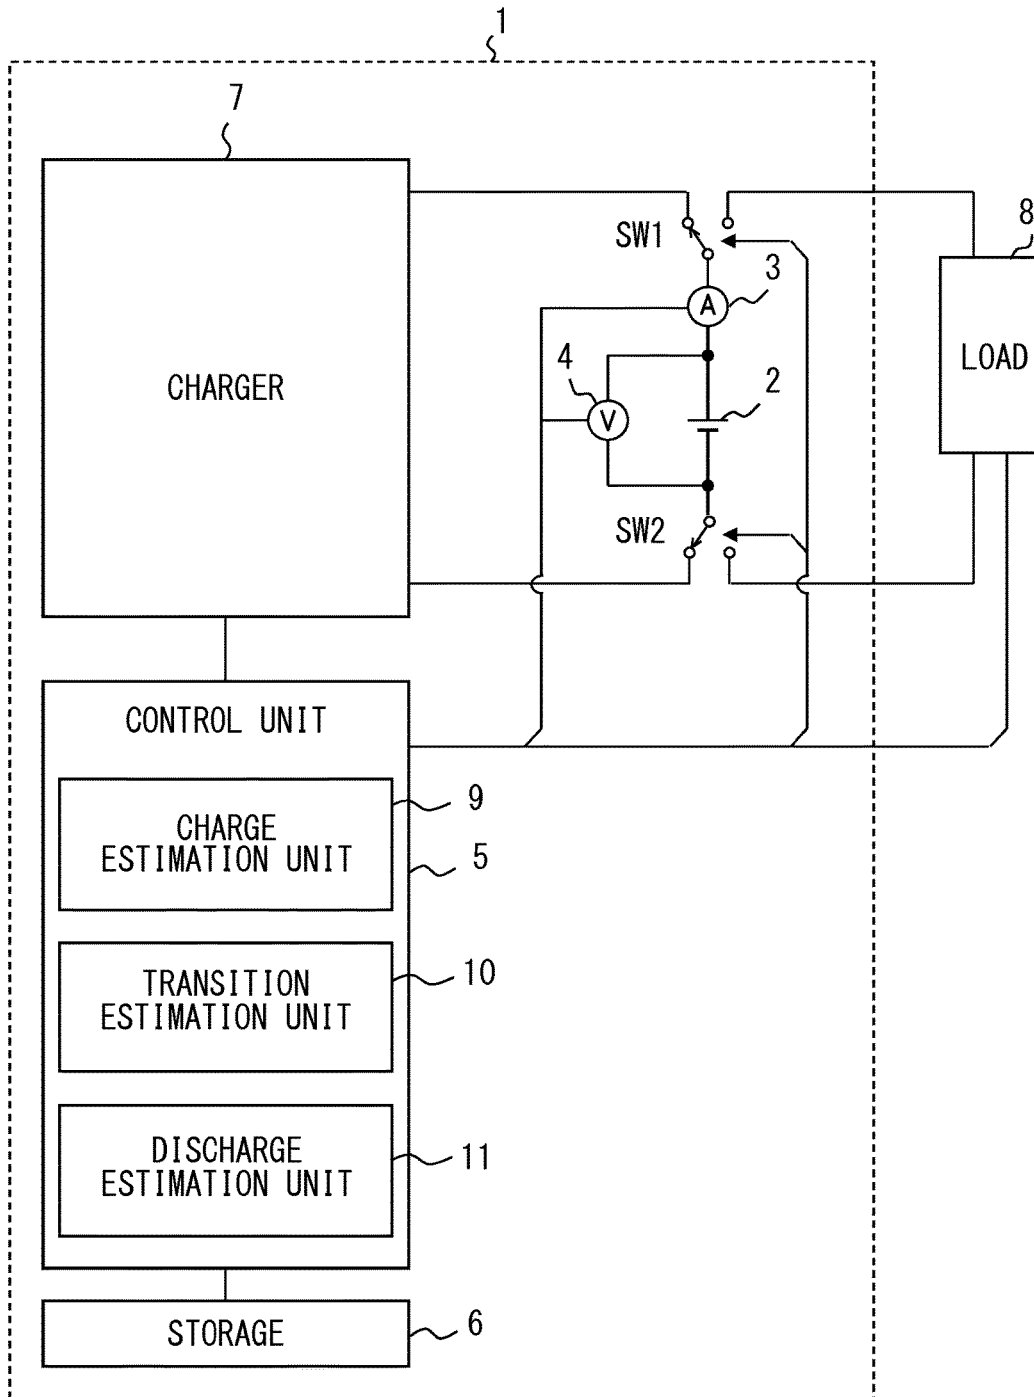 1
7
CHARGER
SW1
3
A
4
V
2
SW2
8
LOAD
CONTROL UNIT
9
CHARGE
ESTIMATION UNIT
5
TRANSITION
ESTIMATION UNIT
10
DISCHARGE
ESTIMATION UNIT
11
STORAGE
6